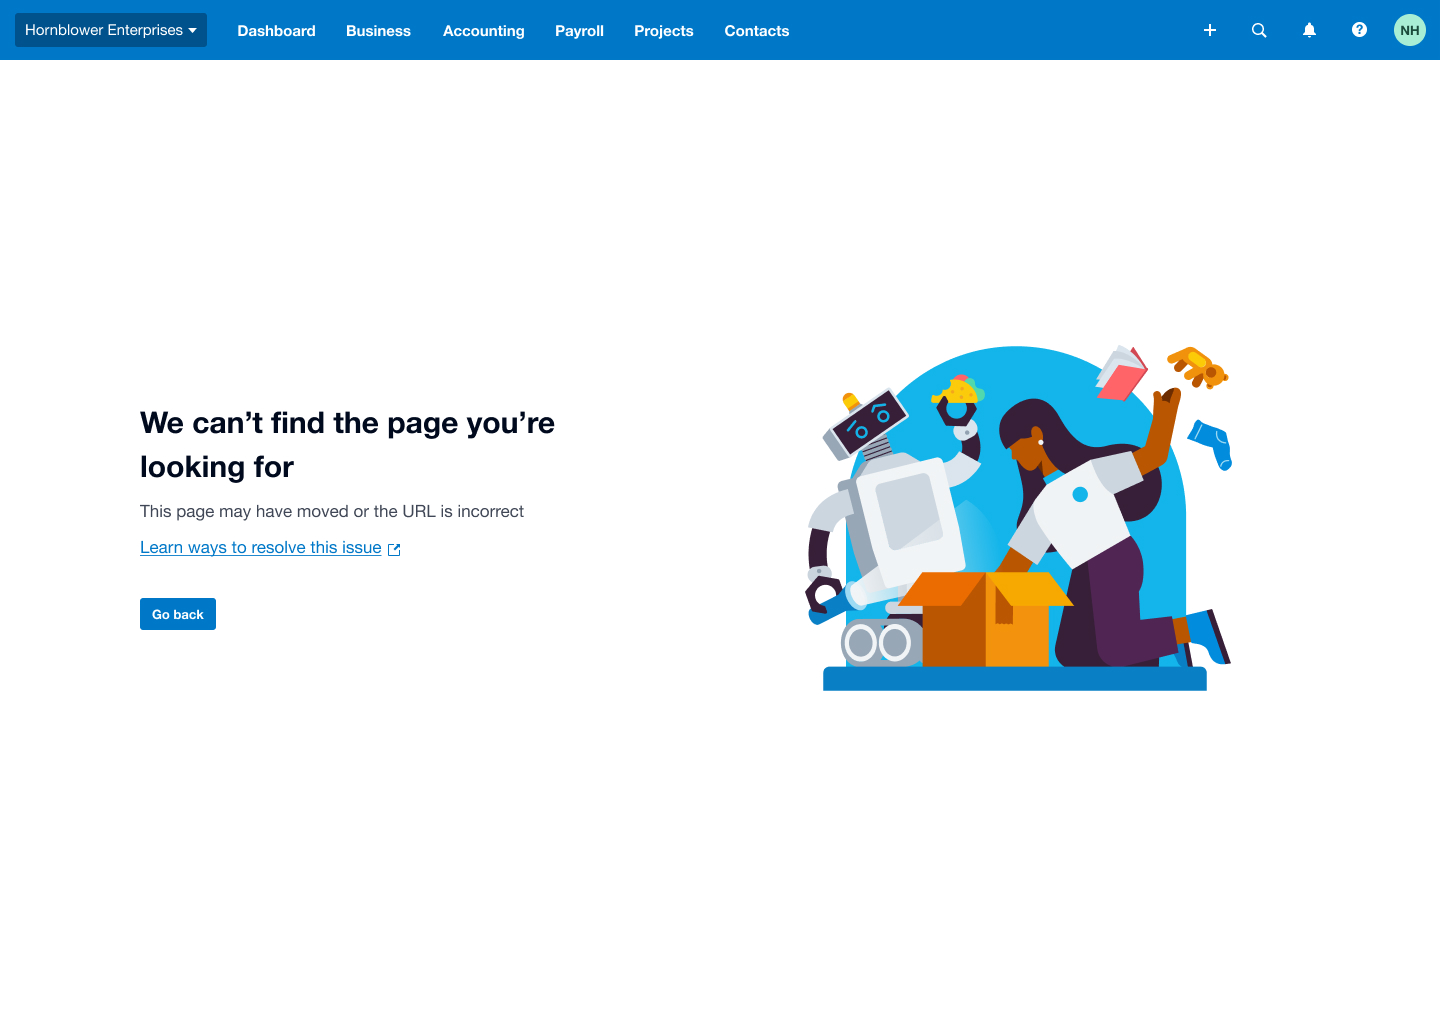 Hornblower Enterprises
Dashboard
Business
Accounting
Payroll
Projects
Contacts
NH
We can’t find the page you’re
looking for
This page may have moved or the URL is incorrect
Learn ways to resolve this issue
Go back